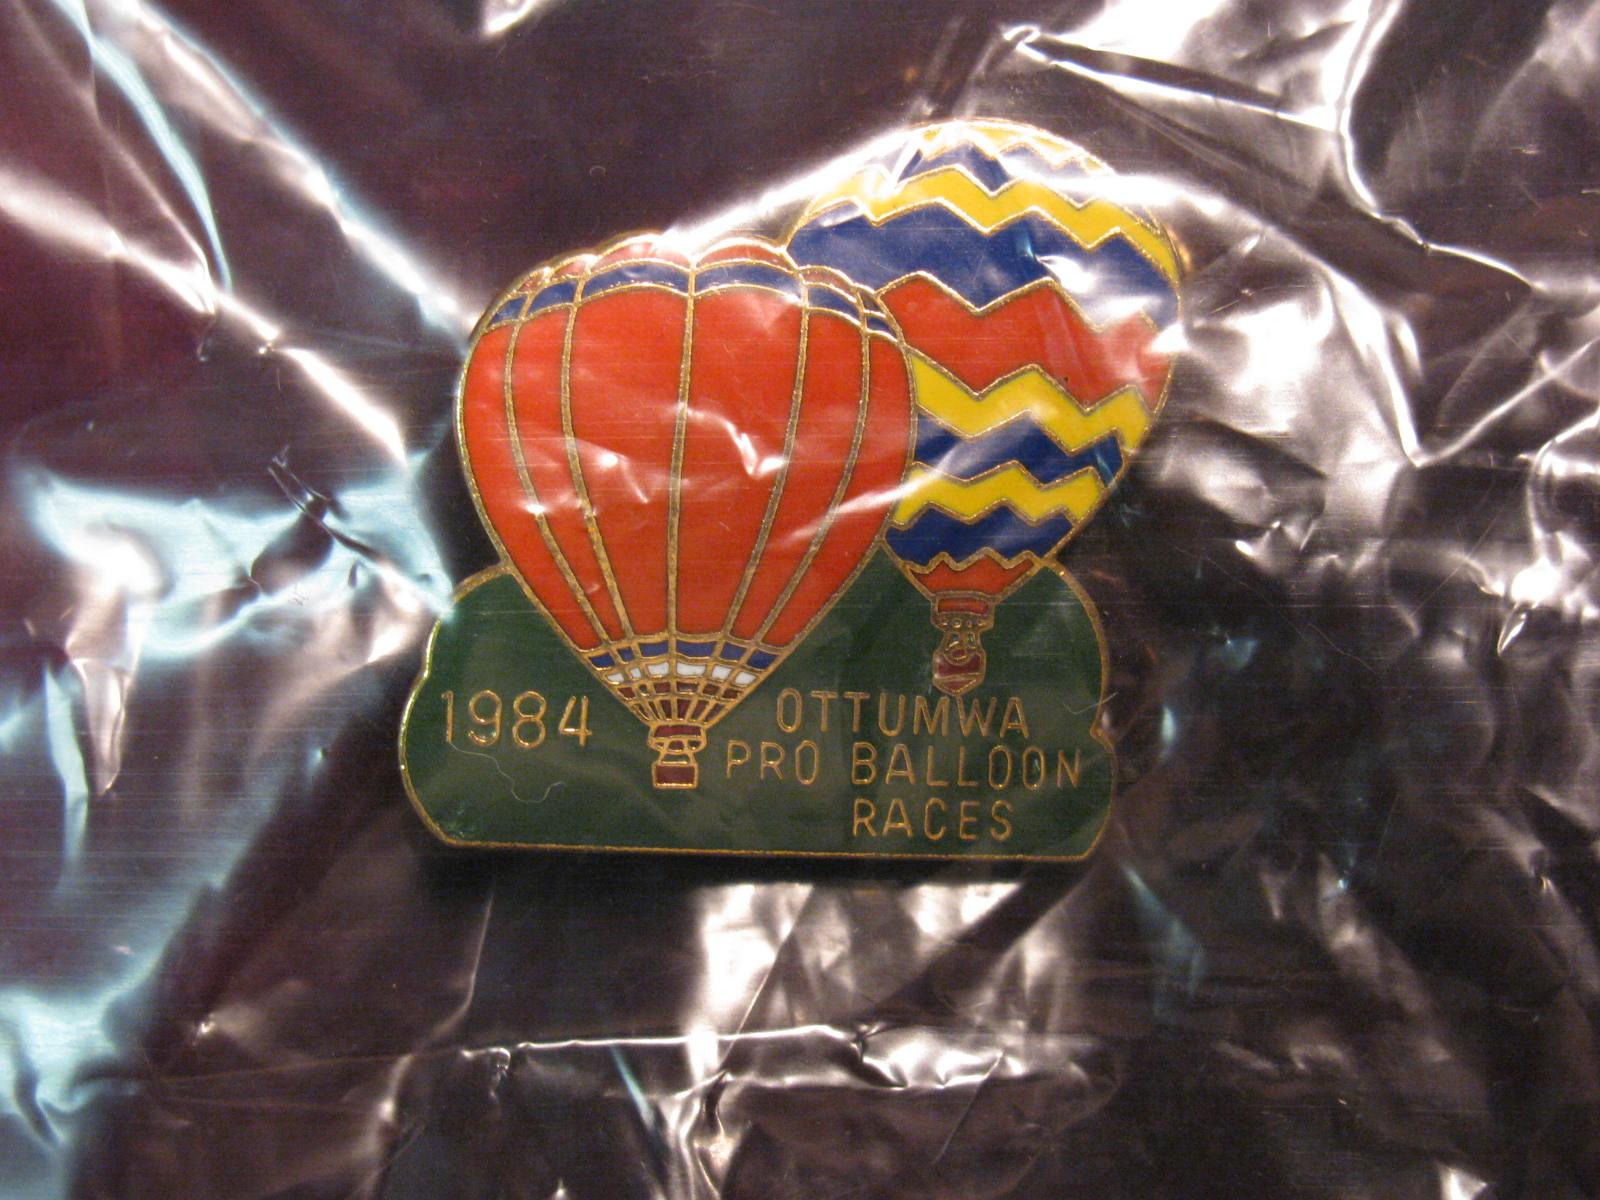 1984
OTTUMWA
PRO BALLOON
RACES